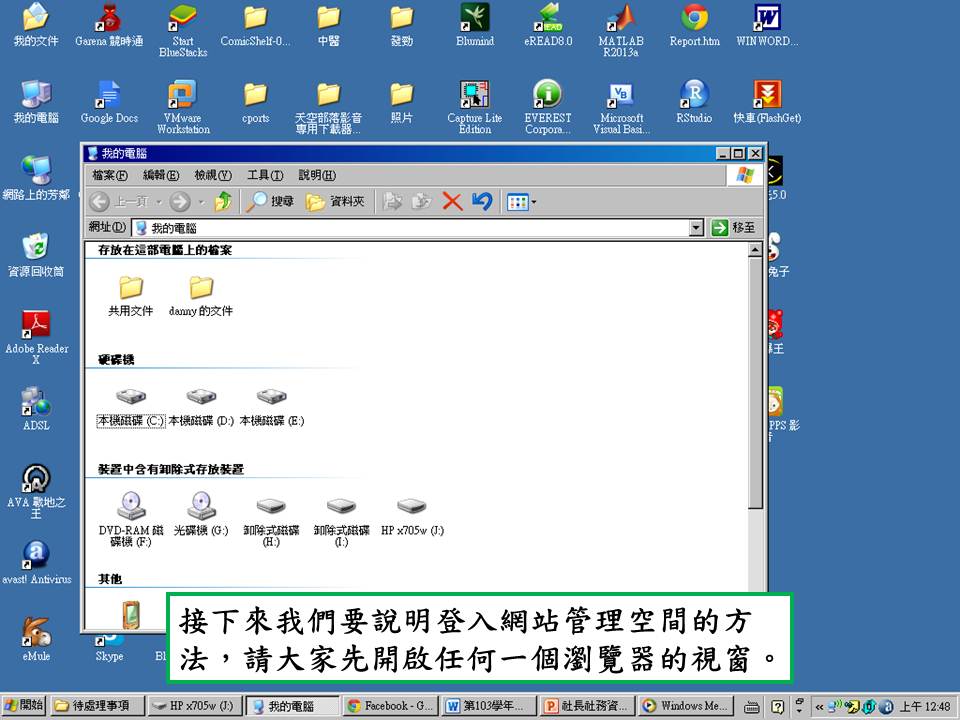 我的文件
Garena 競時通
Start
BlueStacks
ComicShelf-0...
中醫
發勁
Blumind
eREAD8.0
MATLAB
R2013a
Report.htm
WINWORD...
我的電腦
Google Docs
VMware
Workstation
cports
天空部落影音
專用下載器...
照片
Capture Lite
Edition
EVEREST
Corpora...
Microsoft
Visual Basi...
RStudio
快車(FlashGet)
網路上的芳鄰
資源回收筒
Adobe Reader
X
ADSL
AVA 戰地之
王
avast! Antivirus
eMule
Skype
5.0
兔子
PPS 影
音
我的電腦
檔案(F) 編輯(E) 檢視(V) 工具(T) 說明(H)
上一頁 搜尋 資料夾
網址(D) 我的電腦 移至
存放在這部電腦上的檔案
共用文件 danny 的文件
硬碟機
本機磁碟 (C:) 本機磁碟 (D:) 本機磁碟 (E:)
裝置中含有卸除式存放裝置
DVD-RAM 磁
碟機 (F:)
光碟機 (G:)
卸除式磁碟
(H:)
卸除式磁碟
(I:)
HP x705w (J:)
其他
接下來我們要說明登入網站管理空間的方
法，請大家先開啟任何一個瀏覽器的視窗。
開始 待處理事項 HP x705w (J:) 我的電腦 Facebook - G... 第103學年... 社長社務資... Windows Me... 上午 12:48